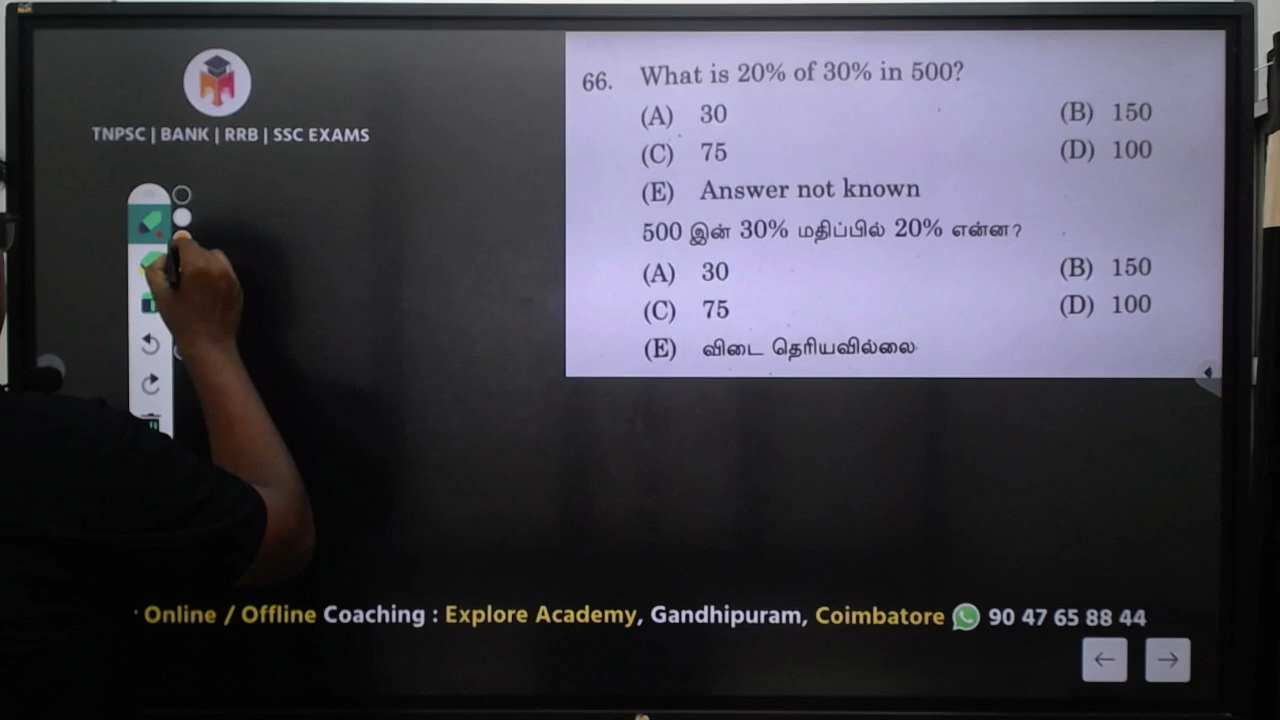 TNPSC | BANK | RRB | SSC EXAMS
66. What is 20% of 30% in 500?
(A) 30 (B) 150
(C) 75 (D) 100
(E) Answer not known
500 இன் 30% மதிப்பில் 20% என்ன?
(A) 30 (B) 150
(C) 75 (D) 100
(E) விடை தெரியவில்லை
Online / Offline Coaching : Explore Academy, Gandhipuram, Coimbatore 90 47 65 88 44